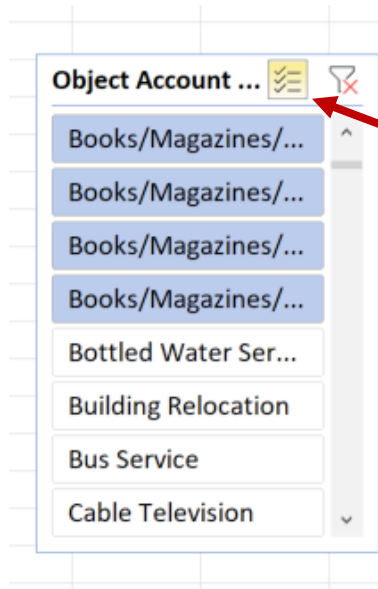 Object Account ...
Books/Magazines/...
Books/Magazines/...
Books/Magazines/...
Books/Magazines/...
Bottled Water Ser...
Building Relocation
Bus Service
Cable Television